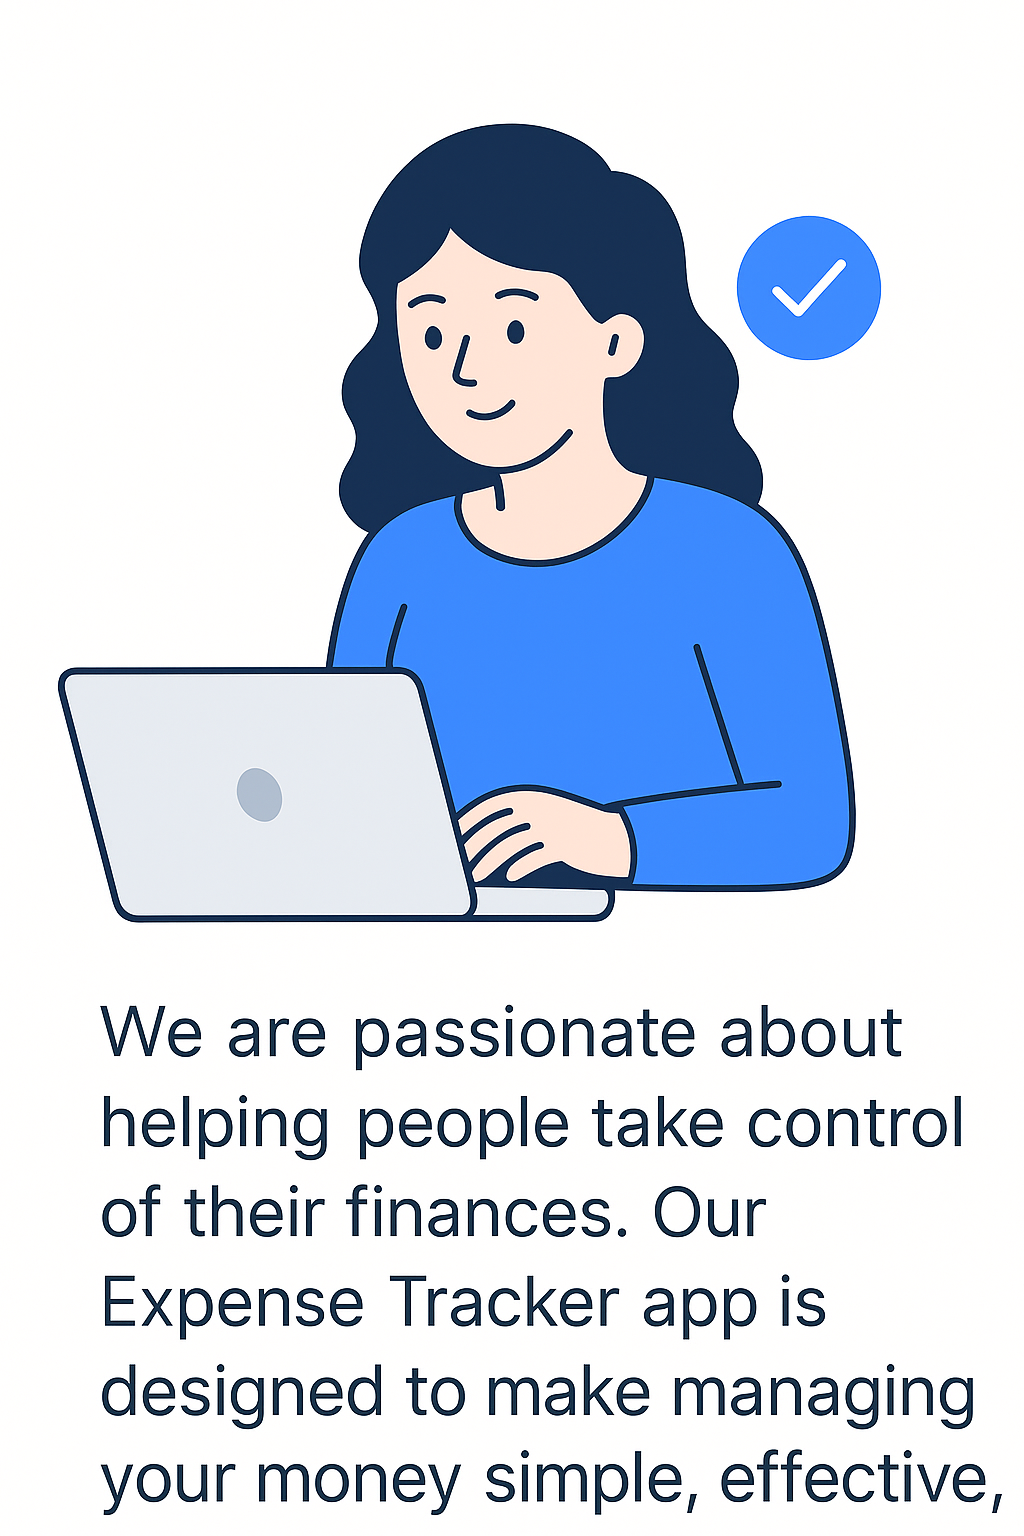 We are passionate about
helping people take control
of their finances. Our
Expense Tracker app is
designed to make managing
your money simple, effective,